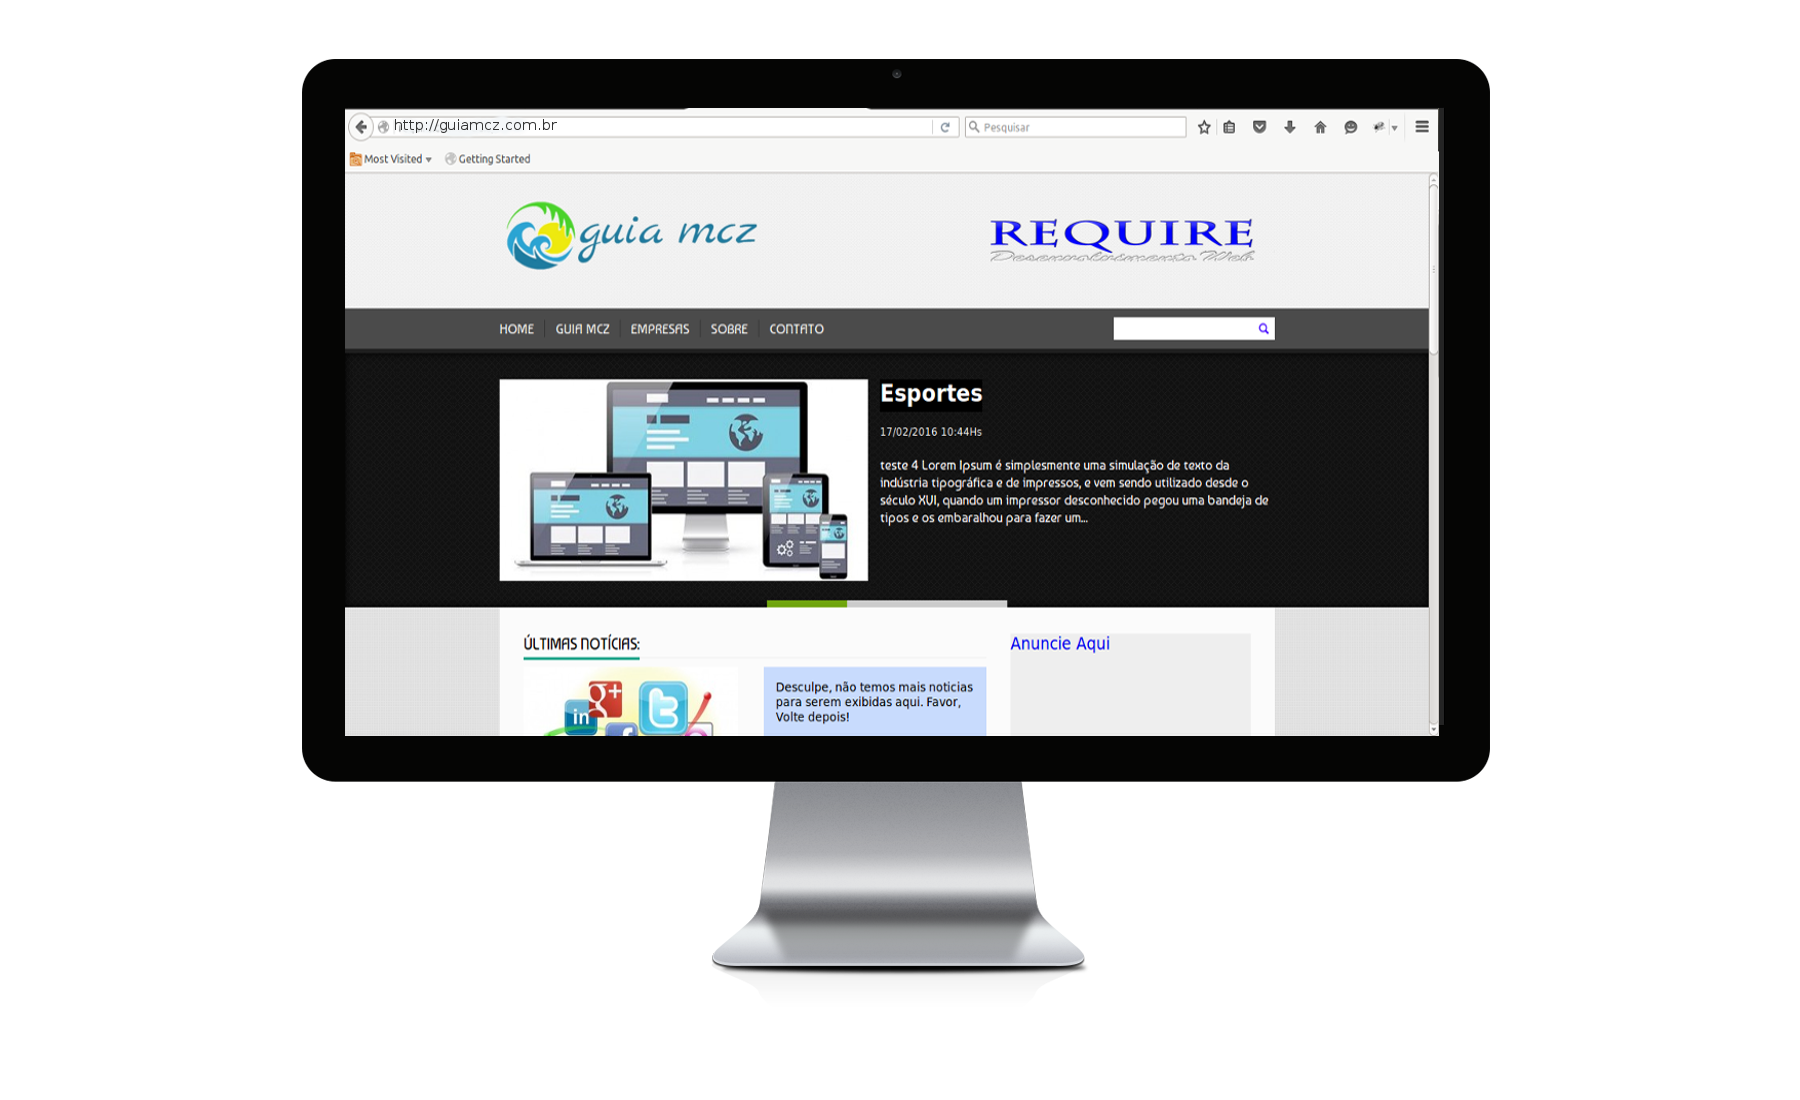 http://guiamcz.com.br
Pesquisar
Most Visited
Getting Started
guia mcz
REQUIRE
Desenvolvimento Web
HOME
GUIA MCZ
EMPRESAS
SOBRE
CONTATO
Esportes
17/02/2016 10:44Hs
teste 4 Lorem Ipsum é simplesmente uma simulação de texto da
indústria tipográfica e de impressos, e vem sendo utilizado desde o
século XVI, quando um impressor desconhecido pegou uma bandeja de
tipos e os embaralhou para fazer um...
ÚLTIMAS NOTÍCIAS:
Anuncie Aqui
g+
in
Desculpe, não temos mais noticias
para serem exibidas aqui. Favor,
Volte depois!